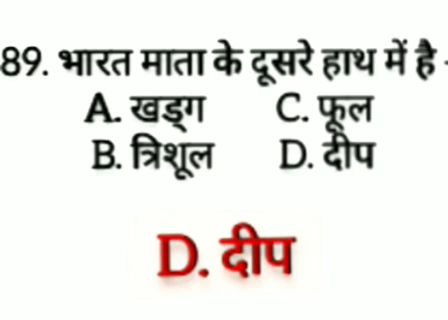 89. भारत माता के दूसरे हाथ में है -
A. खड्ग C. फूल
B. त्रिशूल D. दीप
D. दीप